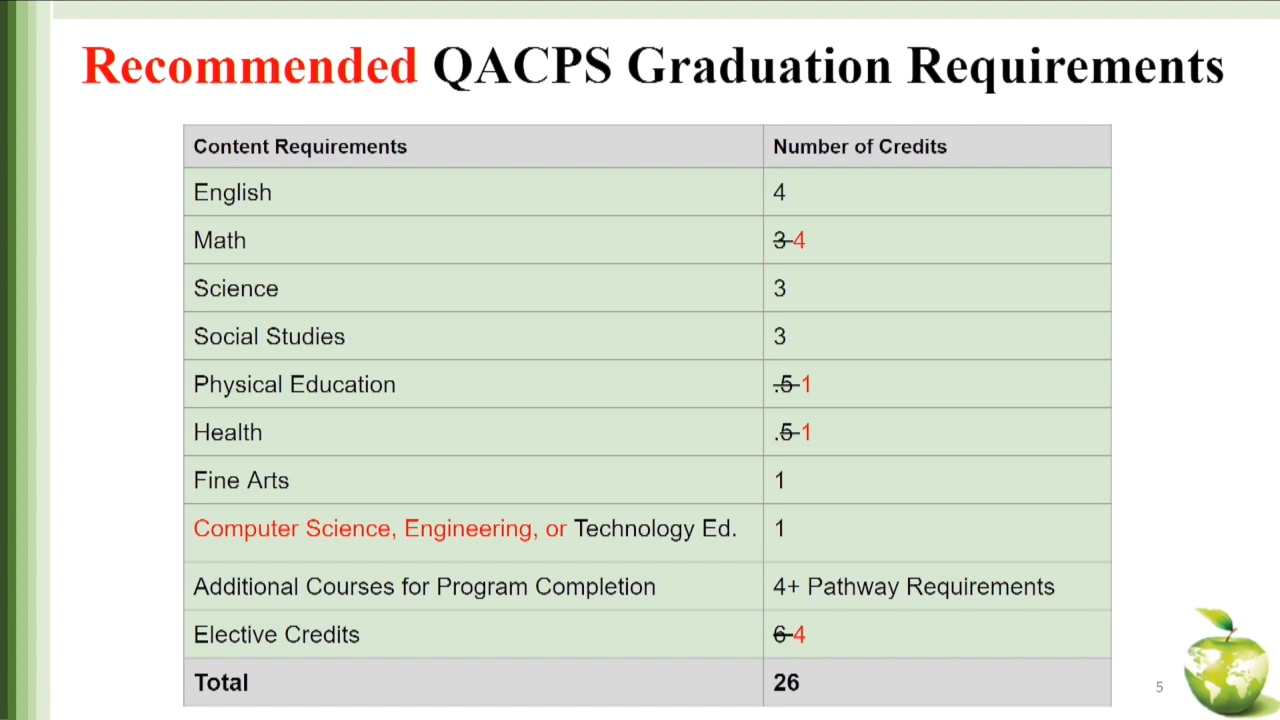 Recommended QACPS Graduation Requirements
Content Requirements Number of Credits
English 4
Math 3 4
Science 3
Social Studies 3
Physical Education .5 1
Health .5 1
Fine Arts 1
Computer Science, Engineering, or Technology Ed. 1
Additional Courses for Program Completion 4+ Pathway Requirements
Elective Credits 6 4
Total 26
5